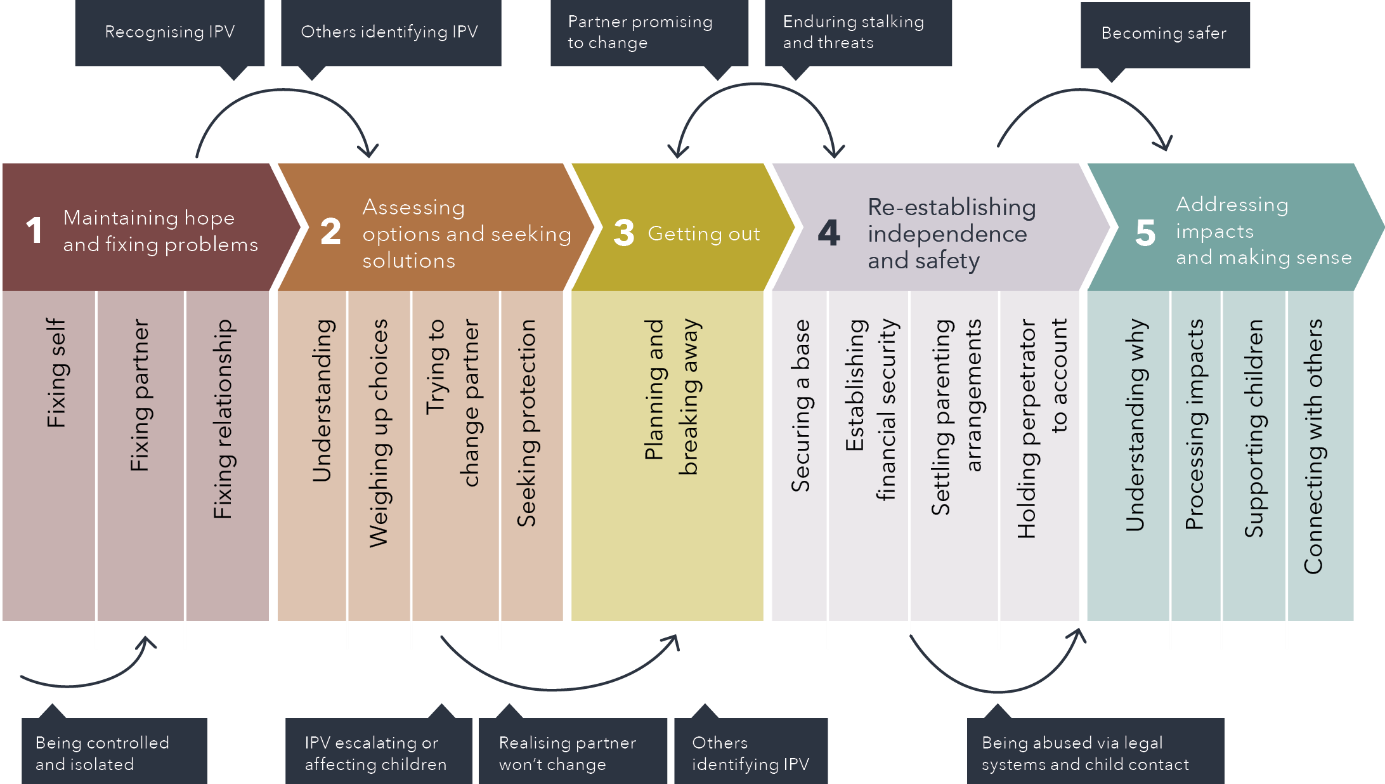 Recognising IPV
Others identifying IPV
Partner promising
to change
Enduring stalking
and threats
Becoming safer
1
Maintaining hope
and fixing problems
2
Assessing
options and seeking
solutions
3
Getting out
4
Re-establishing
independence
and safety
5
Addressing
impacts
and making sense
Fixing self
Fixing partner
Fixing relationship
Understanding
Weighing up choices
Trying to
change partner
Seeking protection
Planning and
breaking away
Securing a base
Establishing
financial security
Settling parenting
arrangements
Holding perpetrator
to account
Understanding why
Processing impacts
Supporting children
Connecting with others
Being controlled
and isolated
IPV escalating or
affecting children
Realising partner
won't change
Others
identifying IPV
Being abused via legal
systems and child contact